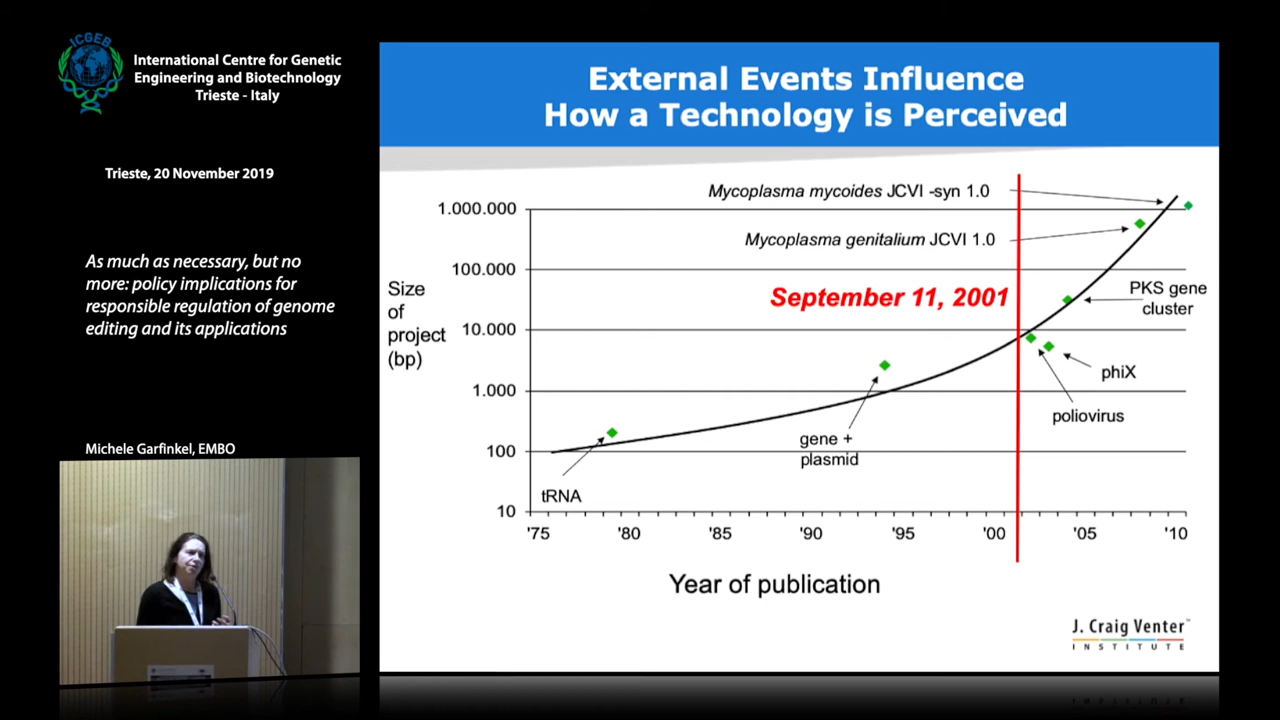 ICGEB
International Centre for Genetic
Engineering and Biotechnology
Trieste - Italy
Trieste, 20 November 2019
As much as necessary, but no
more: policy implications for
responsible regulation of genome
editing and its applications
Michele Garfinkel, EMBO
External Events Influence
How a Technology is Perceived
Mycoplasma mycoides JCVI -syn 1.0
1.000.000
Mycoplasma genitalium JCVI 1.0
100.000
Size
of
project
(bp)
September 11, 2001
PKS gene
cluster
10.000
phiX
1.000
poliovirus
gene +
plasmid
100
tRNA
10
'75 '80 '85 '90 '95 '00 '05 '10
Year of publication
J. Craig Venter™
INSTITUTE